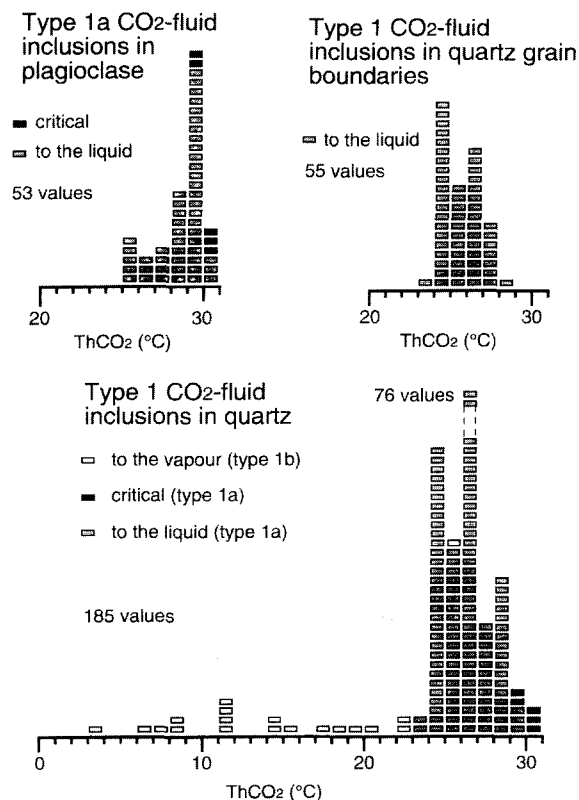 Type 1a CO2-fluid
inclusions in
plagioclase
critical
to the liquid
53 values
20
30
ThCO2 (°C)
Type 1 CO2-fluid
inclusions in quartz grain
boundaries
to the liquid
55 values
20
30
ThCO2 (°C)
Type 1 CO2-fluid
inclusions in quartz
76 values
to the vapour (type 1b)
critical (type 1a)
to the liquid (type 1a)
185 values
0
10
20
30
ThCO2 (°C)